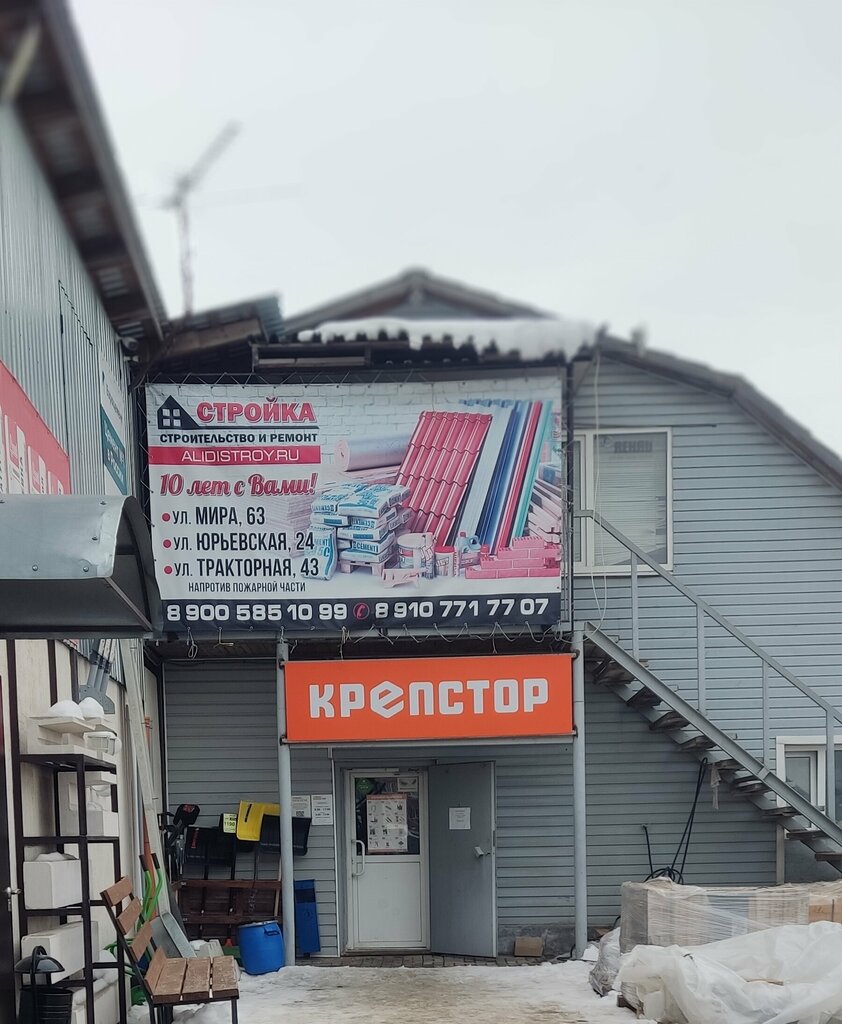 СТРОЙКА
СТРОИТЕЛЬСТВО И РЕМОНТ
ALIDISTROY.RU
10 лет с Вами!
• ул. МИРА, 63
• ул. ЮРЬЕВСКАЯ, 24
• ул. ТРАКТОРНАЯ, 43
НАПРОТИВ ПОЖАРНОЙ ЧАСТИ
8 900 585 10 99 8 910 771 77 07
КРЕПСТОР